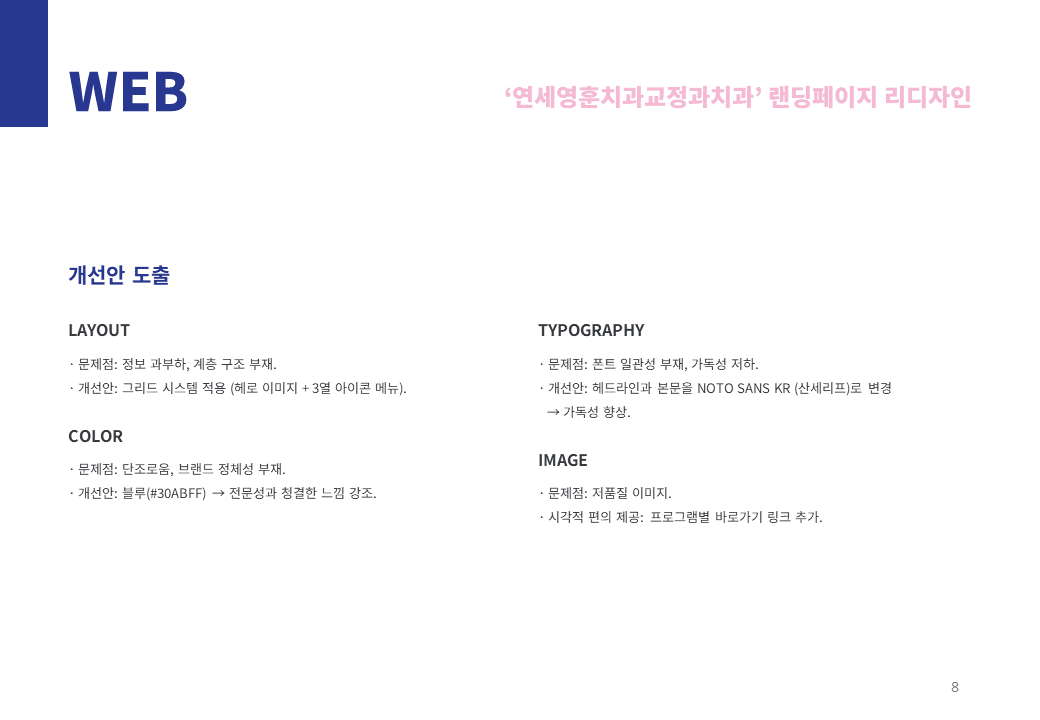 WEB
‘연세영훈치과교정과치과’ 랜딩페이지 리디자인
개선안 도출
LAYOUT
· 문제점: 정보 과부하, 계층 구조 부재.
· 개선안: 그리드 시스템 적용 (헤로 이미지 + 3열 아이콘 메뉴).
COLOR
· 문제점: 단조로움, 브랜드 정체성 부재.
· 개선안: 블루(#30ABFF) → 전문성과 청결한 느낌 강조.
TYPOGRAPHY
· 문제점: 폰트 일관성 부재, 가독성 저하.
· 개선안: 헤드라인과 본문을 NOTO SANS KR (산세리프)로 변경
→ 가독성 향상.
IMAGE
· 문제점: 저품질 이미지.
· 시각적 편의 제공: 프로그램별 바로가기 링크 추가.
8